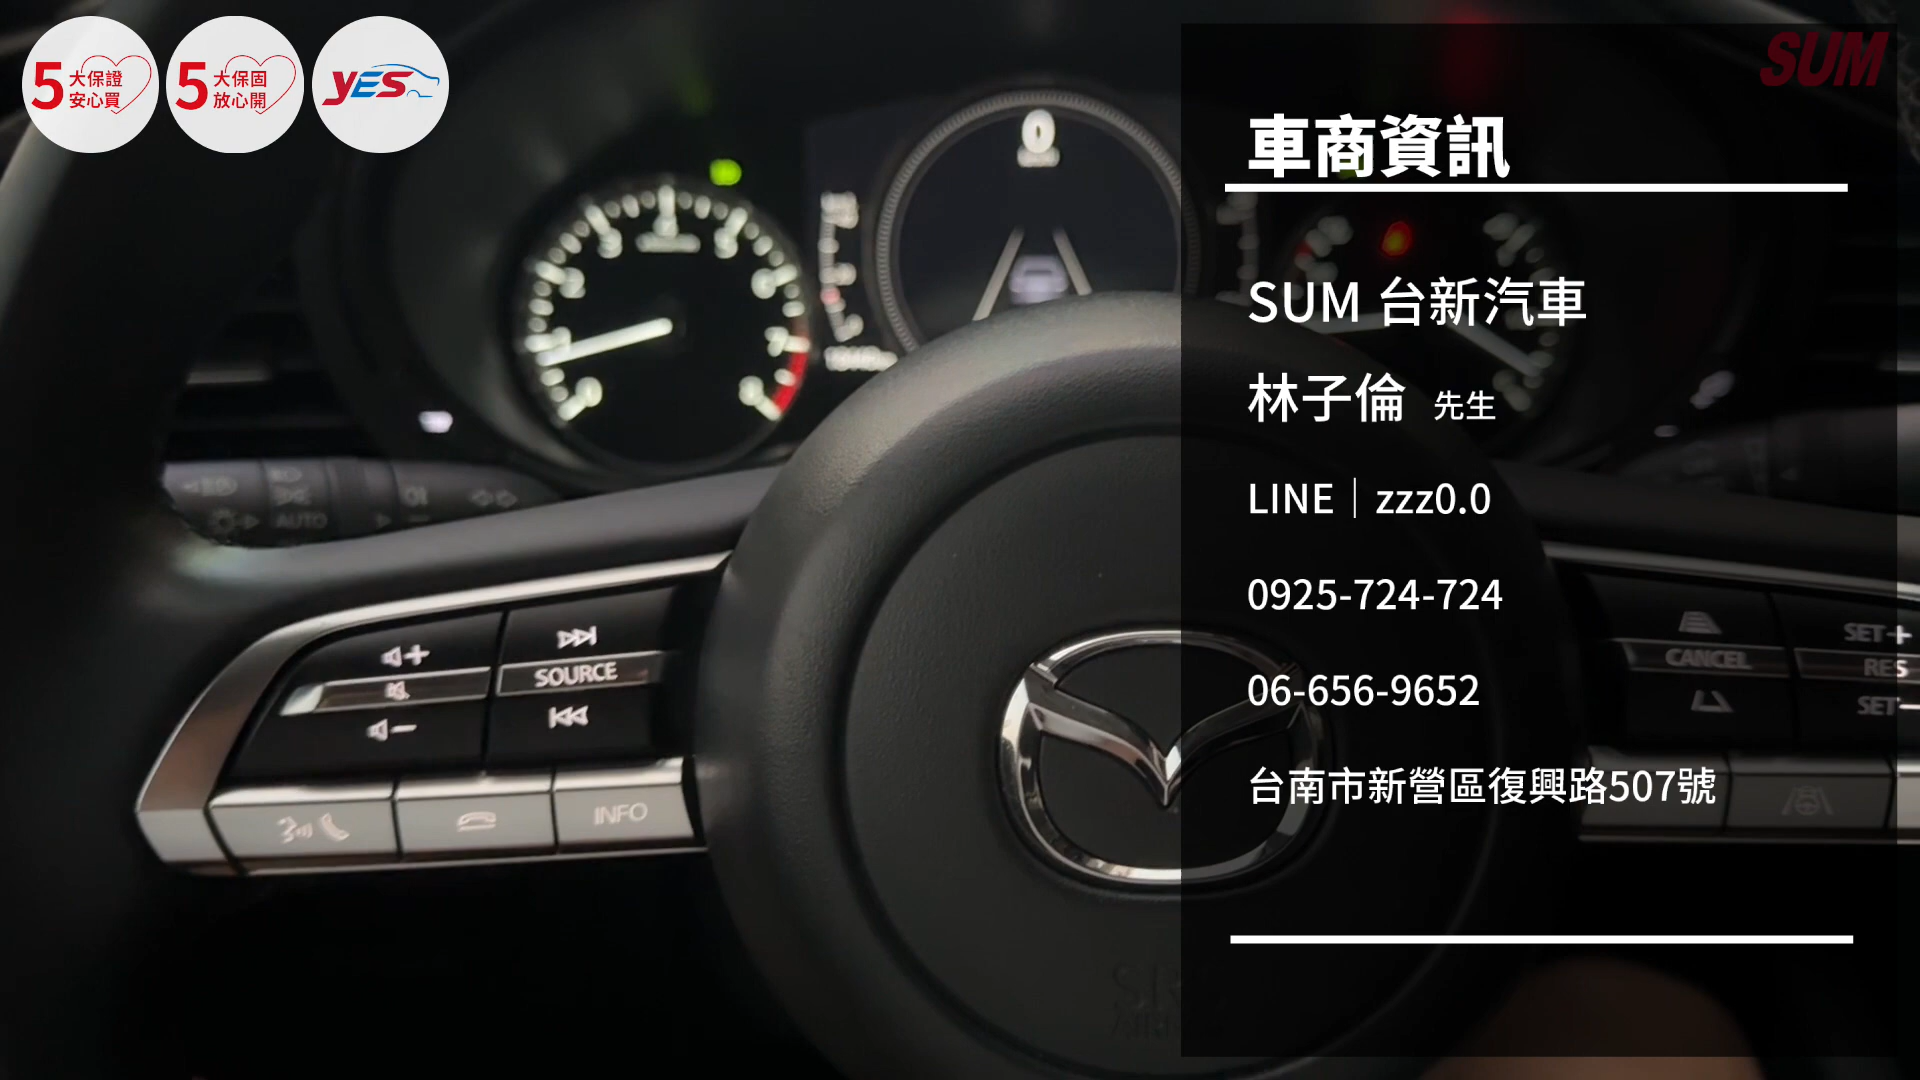 5大保證
安心買
5大保固
放心開
YES
SUM
車商資訊
SUM 台新汽車
林子倫 先生
LINE｜zzz0.0
0925-724-724
06-656-9652
台南市新營區復興路507號
SOURCE
INFO
AUTO
SET+
CANCEL
RES
SET-